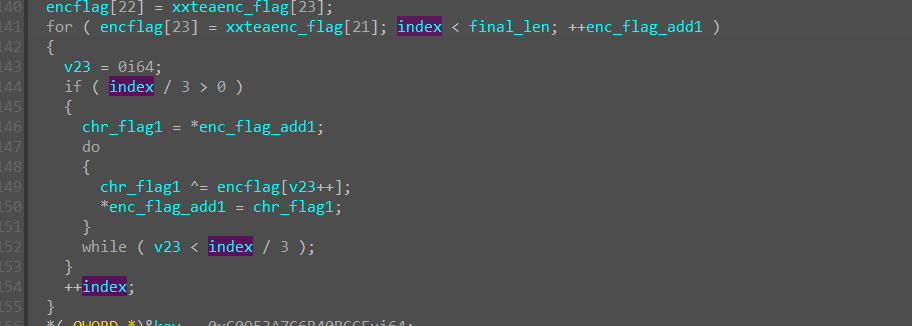 140 encflag[22] = xxteaenc_flag[23];
141 for ( encflag[23] = xxteaenc_flag[21]; index < final_len; ++enc_flag_add1 )
142 {
143 v23 = 0i64;
144 if ( index / 3 > 0 )
145 {
146 chr_flag1 = *enc_flag_add1;
147 do
148 {
149 chr_flag1 ^= encflag[v23++];
150 *enc_flag_add1 = chr_flag1;
151 }
152 while ( v23 < index / 3 );
153 }
154 ++index;
155 }